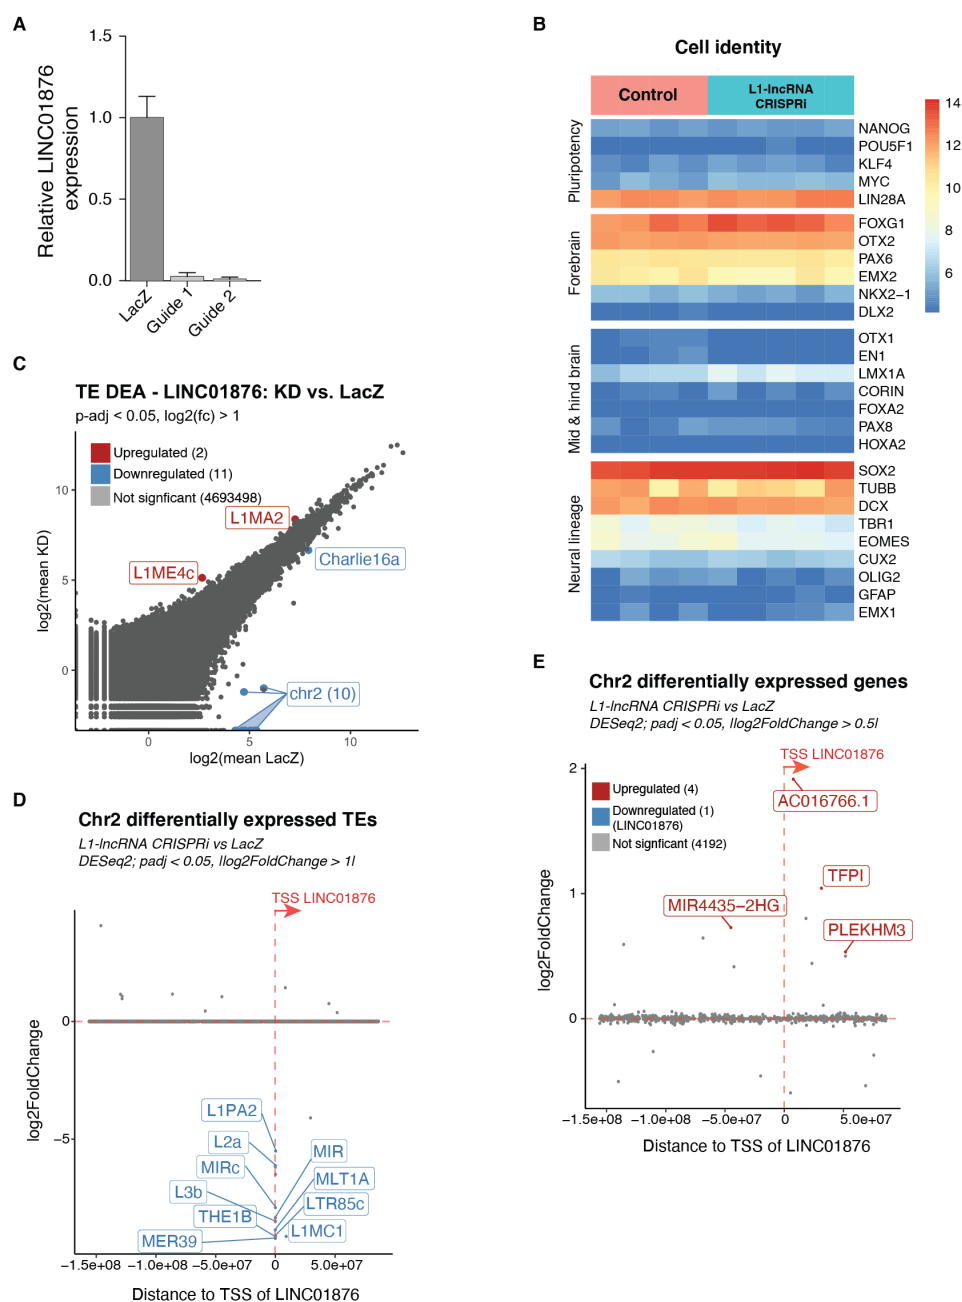 A
Relative LINC01876
expression
1.5
1.0
0.5
0.0
LacZ
Guide 1
Guide 2
B
Cell identity
Control
L1-lncRNA
CRISPRi
Pluripotency
NANOG
POU5F1
KLF4
MYC
LIN28A
Forebrain
FOXG1
OTX2
PAX6
EMX2
NKX2−1
DLX2
Mid & hind brain
OTX1
EN1
LMX1A
CORIN
FOXA2
PAX8
HOXA2
Neural lineage
SOX2
TUBB
DCX
TBR1
EOMES
CUX2
OLIG2
GFAP
EMX1
14
12
10
8
6
C
TE DEA - LINC01876: KD vs. LacZ
p-adj < 0.05, log2(fc) > 1
Upregulated (2)
Downregulated (11)
Not signficant (4693498)
L1MA2
Charlie16a
L1ME4c
chr2 (10)
log2(mean KD)
10
5
0
0
5
10
log2(mean LacZ)
D
Chr2 differentially expressed TEs
L1-lncRNA CRISPRi vs LacZ
DESeq2; padj < 0.05, |log2FoldChange > 1|
TSS LINC01876
log2FoldChange
0
−5
L1PA2
L2a
MIRc
L3b
THE1B
MER39
MIR
MLT1A
LTR85c
L1MC1
−1.5e+08
−1.0e+08
−5.0e+07
0
5.0e+07
Distance to TSS of LINC01876
E
Chr2 differentially expressed genes
L1-lncRNA CRISPRi vs LacZ
DESeq2; padj < 0.05, |log2FoldChange > 0.5|
TSS LINC01876
Upregulated (4)
Downregulated (1)
(LINC01876)
Not signficant (4192)
AC016766.1
TFPI
MIR4435−2HG
PLEKHM3
log2FoldChange
2
1
0
−1.5e+08
−1.0e+08
−5.0e+07
0
5.0e+07
Distance to TSS of LINC01876